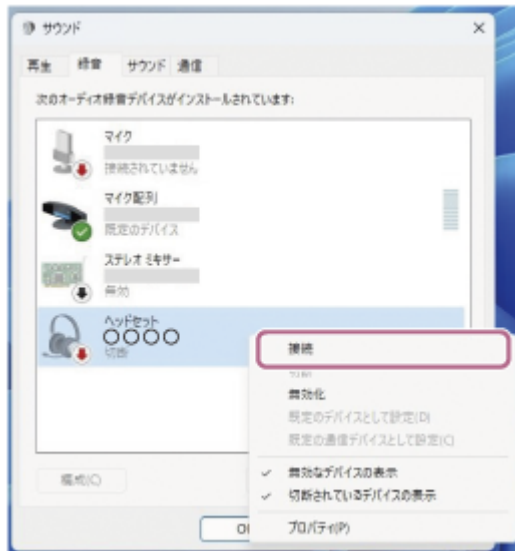 サウンド
再生 録音 サウンド 通信
次のオーディオ録音デバイスがインストールされています:
マイク
接続されていません
マイク配列
既定のデバイス
ステレオ ミキサー
無効
ヘッドセット
○○○○
切断
接続
切断
無効化
既定のデバイスとして設定(D)
既定の通信デバイスとして設定(C)
無効なデバイスの表示
切断されているデバイスの表示
プロパティ(P)
構成(C)